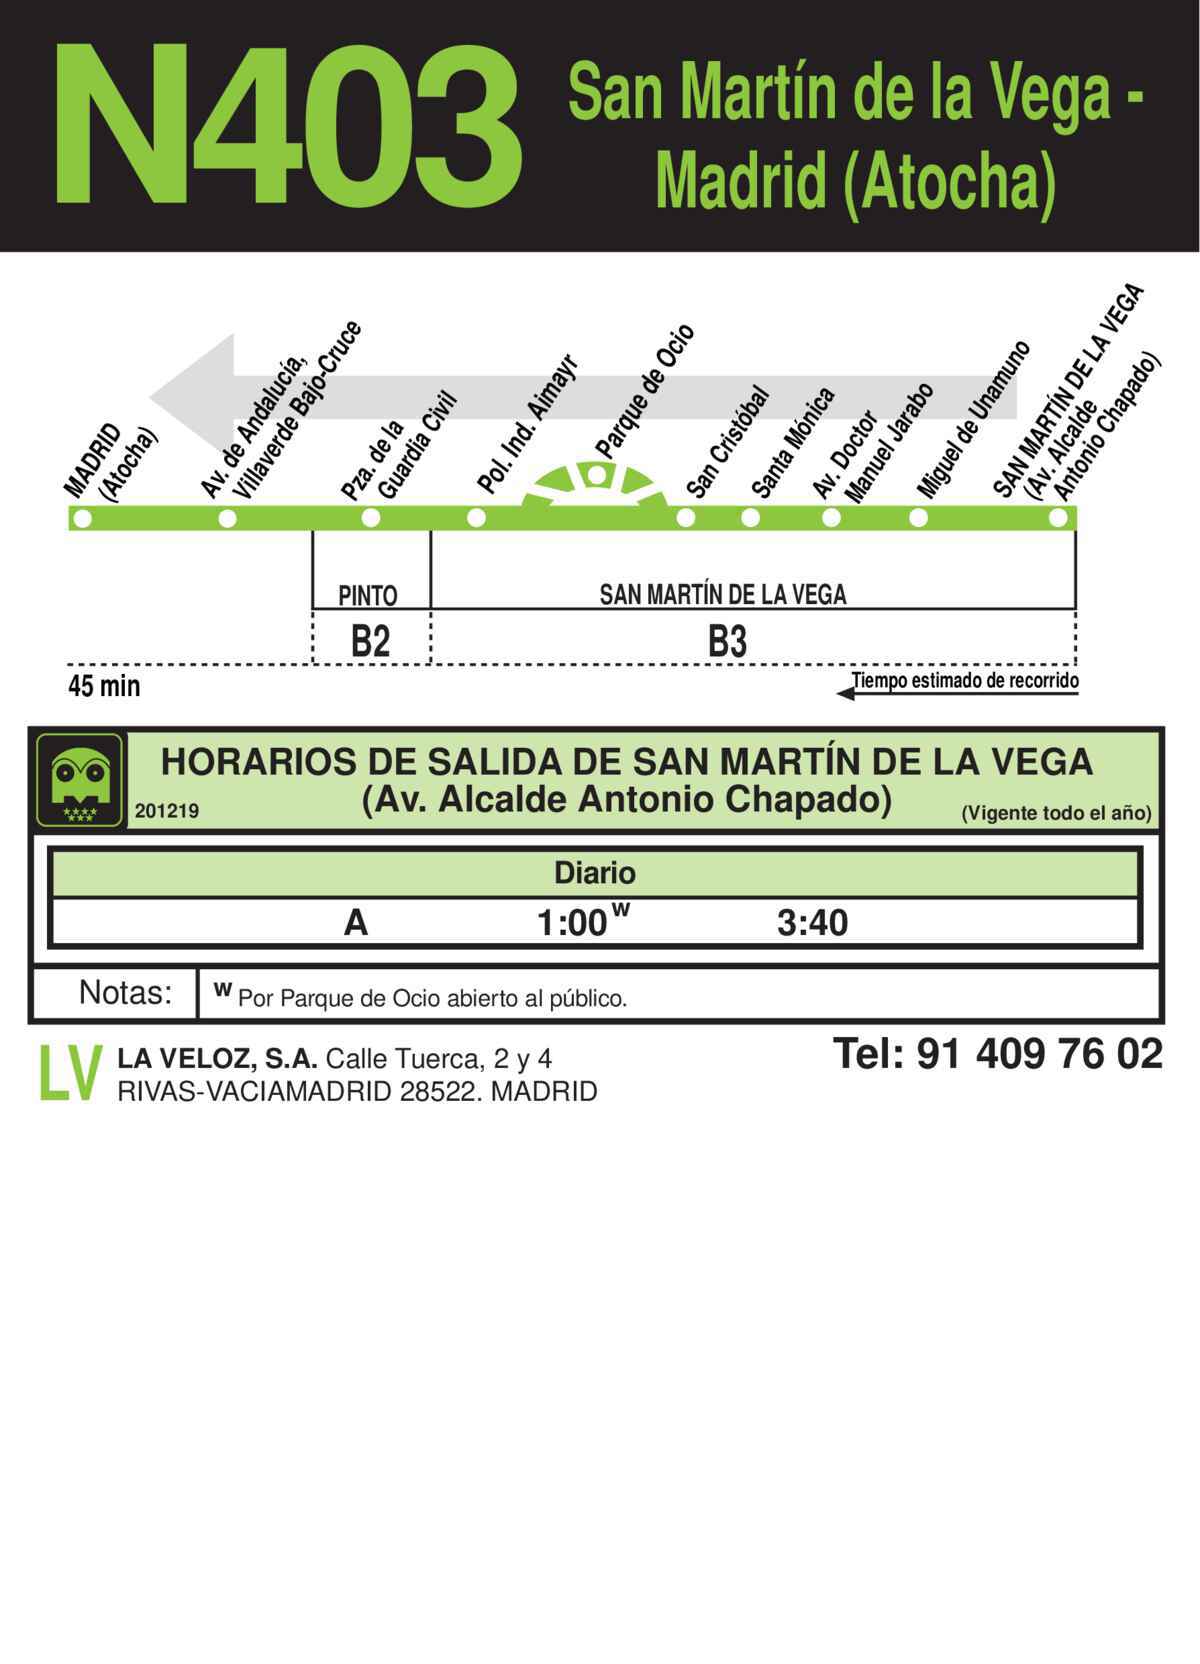 N403
San Martín de la Vega -
Madrid (Atocha)
MADRID
(Atocha)
Av. de Andalucía,
Villaverde Bajo-Cruce
Pza. de la
Guardia Civil
Pol. Ind. Aimayr
Parque de Ocio
San Cristóbal
Santa Mónica
Av. Doctor
Manuel Jarabo
Miguel de Unamuno
SAN MARTÍN DE LA VEGA
(Av. Alcalde
Antonio Chapado)
PINTO
SAN MARTÍN DE LA VEGA
B2
B3
45 min
Tiempo estimado de recorrido
HORARIOS DE SALIDA DE SAN MARTÍN DE LA VEGA
(Av. Alcalde Antonio Chapado)
201219
(Vigente todo el año)
Diario
A 1:00 w 3:40
Notas: w Por Parque de Ocio abierto al público.
LV
LA VELOZ, S.A. Calle Tuerca, 2 y 4
RIVAS-VACIAMADRID 28522. MADRID
Tel: 91 409 76 02